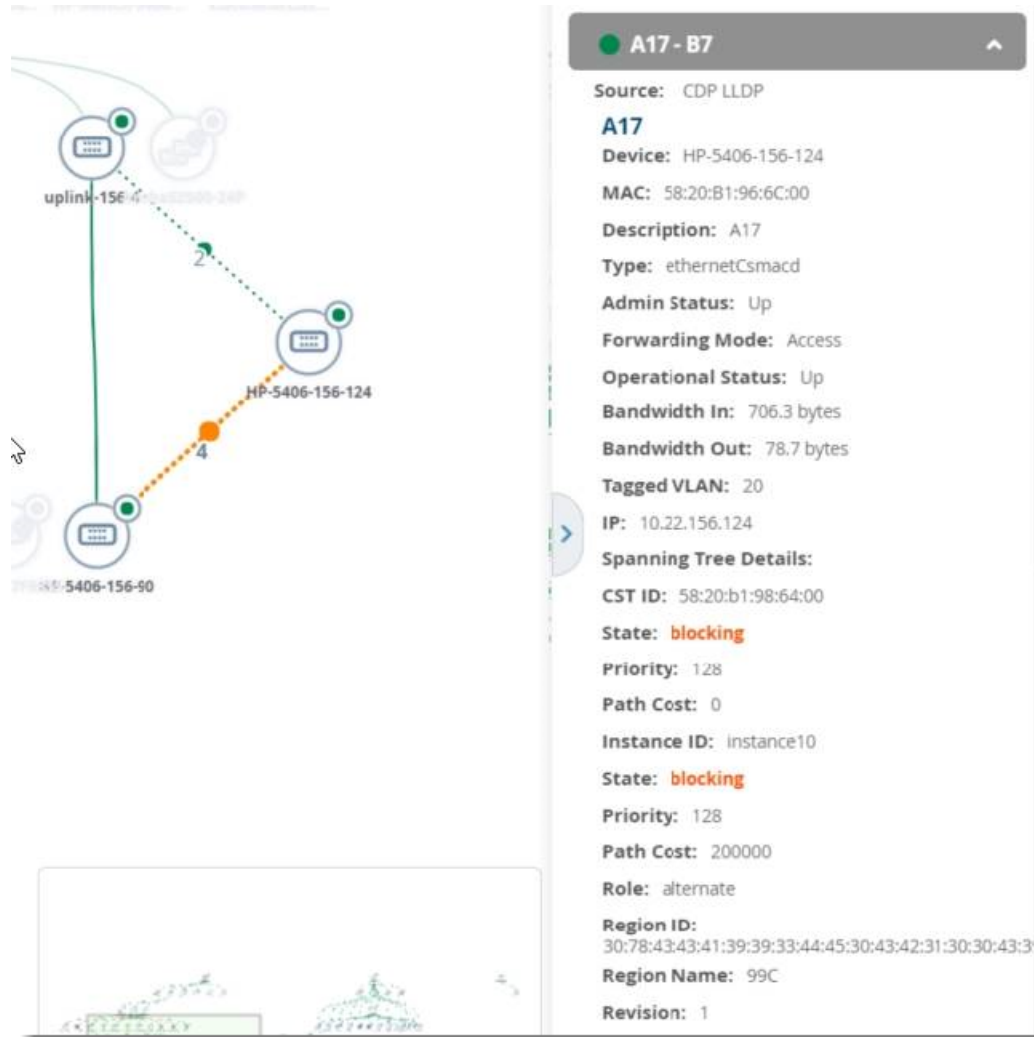 uplink-156-4
2
HP-5406-156-124
4
5406-156-90
A17 - B7
Source: CDP LLDP
A17
Device: HP-5406-156-124
MAC: 58:20:B1:96:6C:00
Description: A17
Type: ethernetCsmacd
Admin Status: Up
Forwarding Mode: Access
Operational Status: Up
Bandwidth In: 706.3 bytes
Bandwidth Out: 78.7 bytes
Tagged VLAN: 20
IP: 10.22.156.124
Spanning Tree Details:
CST ID: 58:20:b1:98:64:00
State: blocking
Priority: 128
Path Cost: 0
Instance ID: instance10
State: blocking
Priority: 128
Path Cost: 200000
Role: alternate
Region ID:
30:78:43:43:41:39:39:33:44:45:30:43:42:31:30:30:43:3
Region Name: 99C
Revision: 1